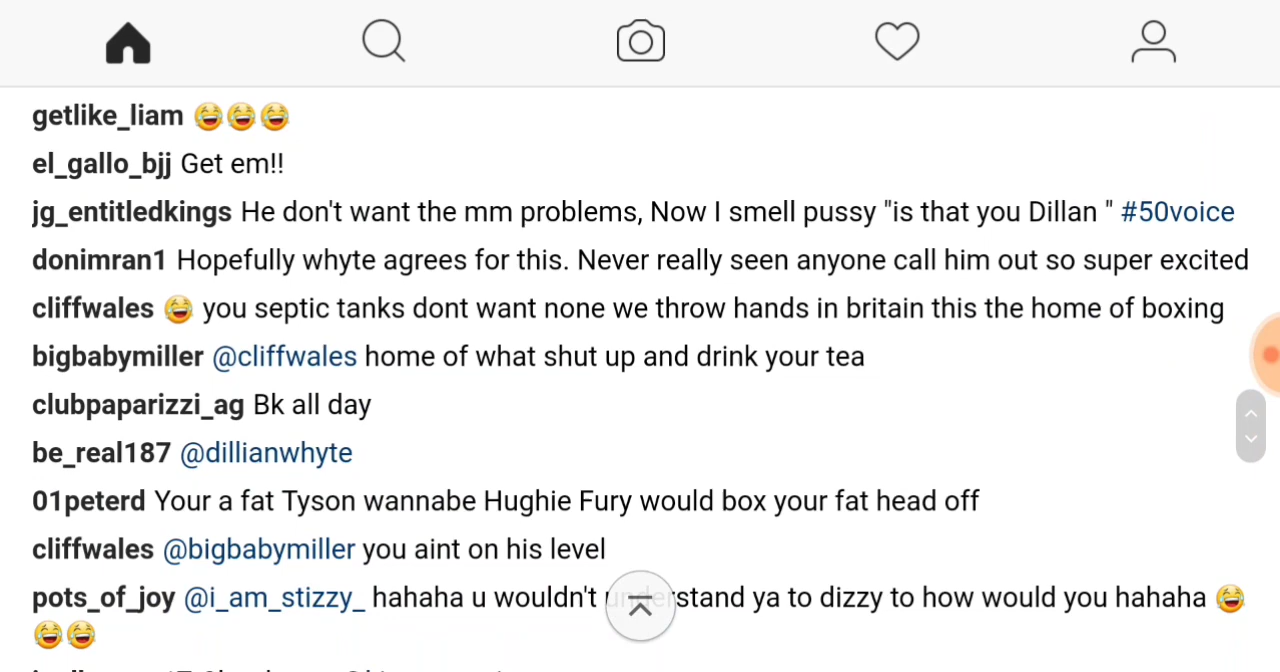 getlike_liam 😂😂😂
el_gallo_bjj Get em!!
jg_entitledkings He don't want the mm problems, Now I smell pussy "is that you Dillan " #50voice
donimran1 Hopefully whyte agrees for this. Never really seen anyone call him out so super excited
cliffwales 😂 you septic tanks dont want none we throw hands in britain this the home of boxing
bigbabymiller @cliffwales home of what shut up and drink your tea
clubpaparizzi_ag Bk all day
be_real187 @dillianwhyte
01peterd Your a fat Tyson wannabe Hughie Fury would box your fat head off
cliffwales @bigbabymiller you aint on his level
pots_of_joy @i_am_stizzy_ hahaha u wouldn't understand ya to dizzy to how would you hahaha 😂
😂😂